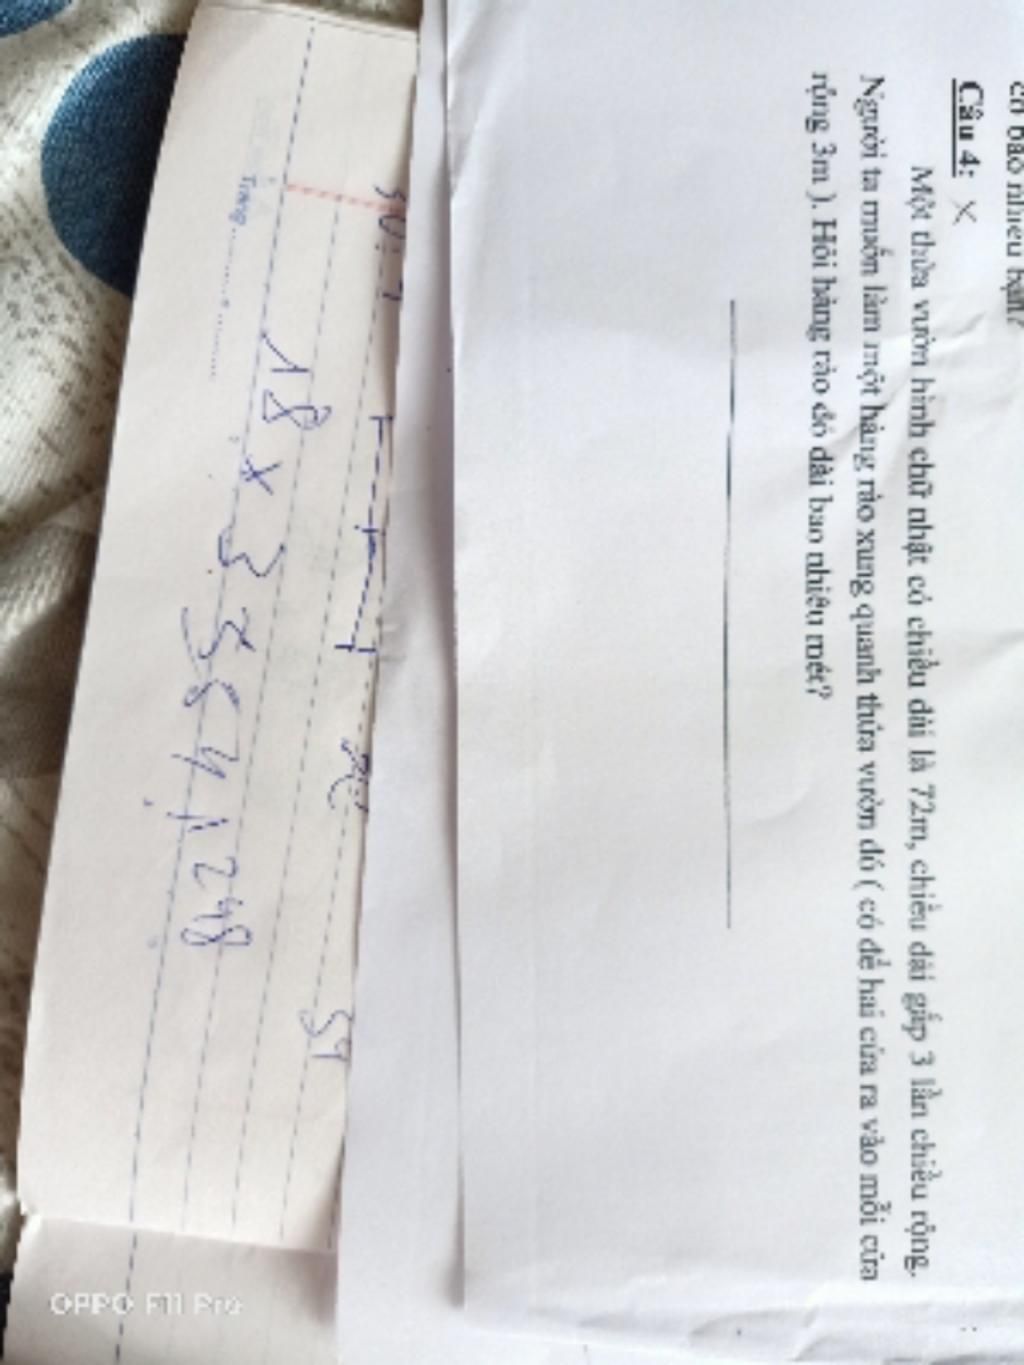 có bao nhiêu bạn?
Câu 4: X
Một thửa vườn hình chữ nhật có chiều dài là 72m, chiều dài gấp 3 lần chiều rộng.
Người ta muốn làm một hàng rào xung quanh thửa vườn đó ( có để hai cửa ra vào mỗi cửa
rộng 3m ). Hỏi hàng rào đó dài bao nhiêu mét?
54
18 x 3
1248
Trang
OPPO F11 Pro